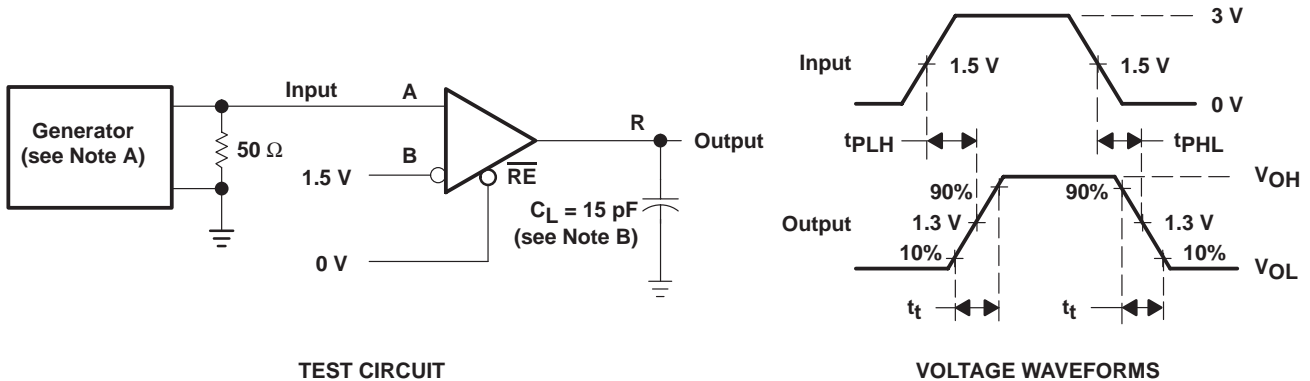 Generator
(see Note A)
50 Ω
Input
A
B
1.5 V
0 V
RE
R
Output
CL = 15 pF
(see Note B)
TEST CIRCUIT
3 V
Input
1.5 V
1.5 V
0 V
tPLH
tPHL
VOH
90%
90%
Output
1.3 V
1.3 V
10%
10%
VOL
tt
tt
VOLTAGE WAVEFORMS